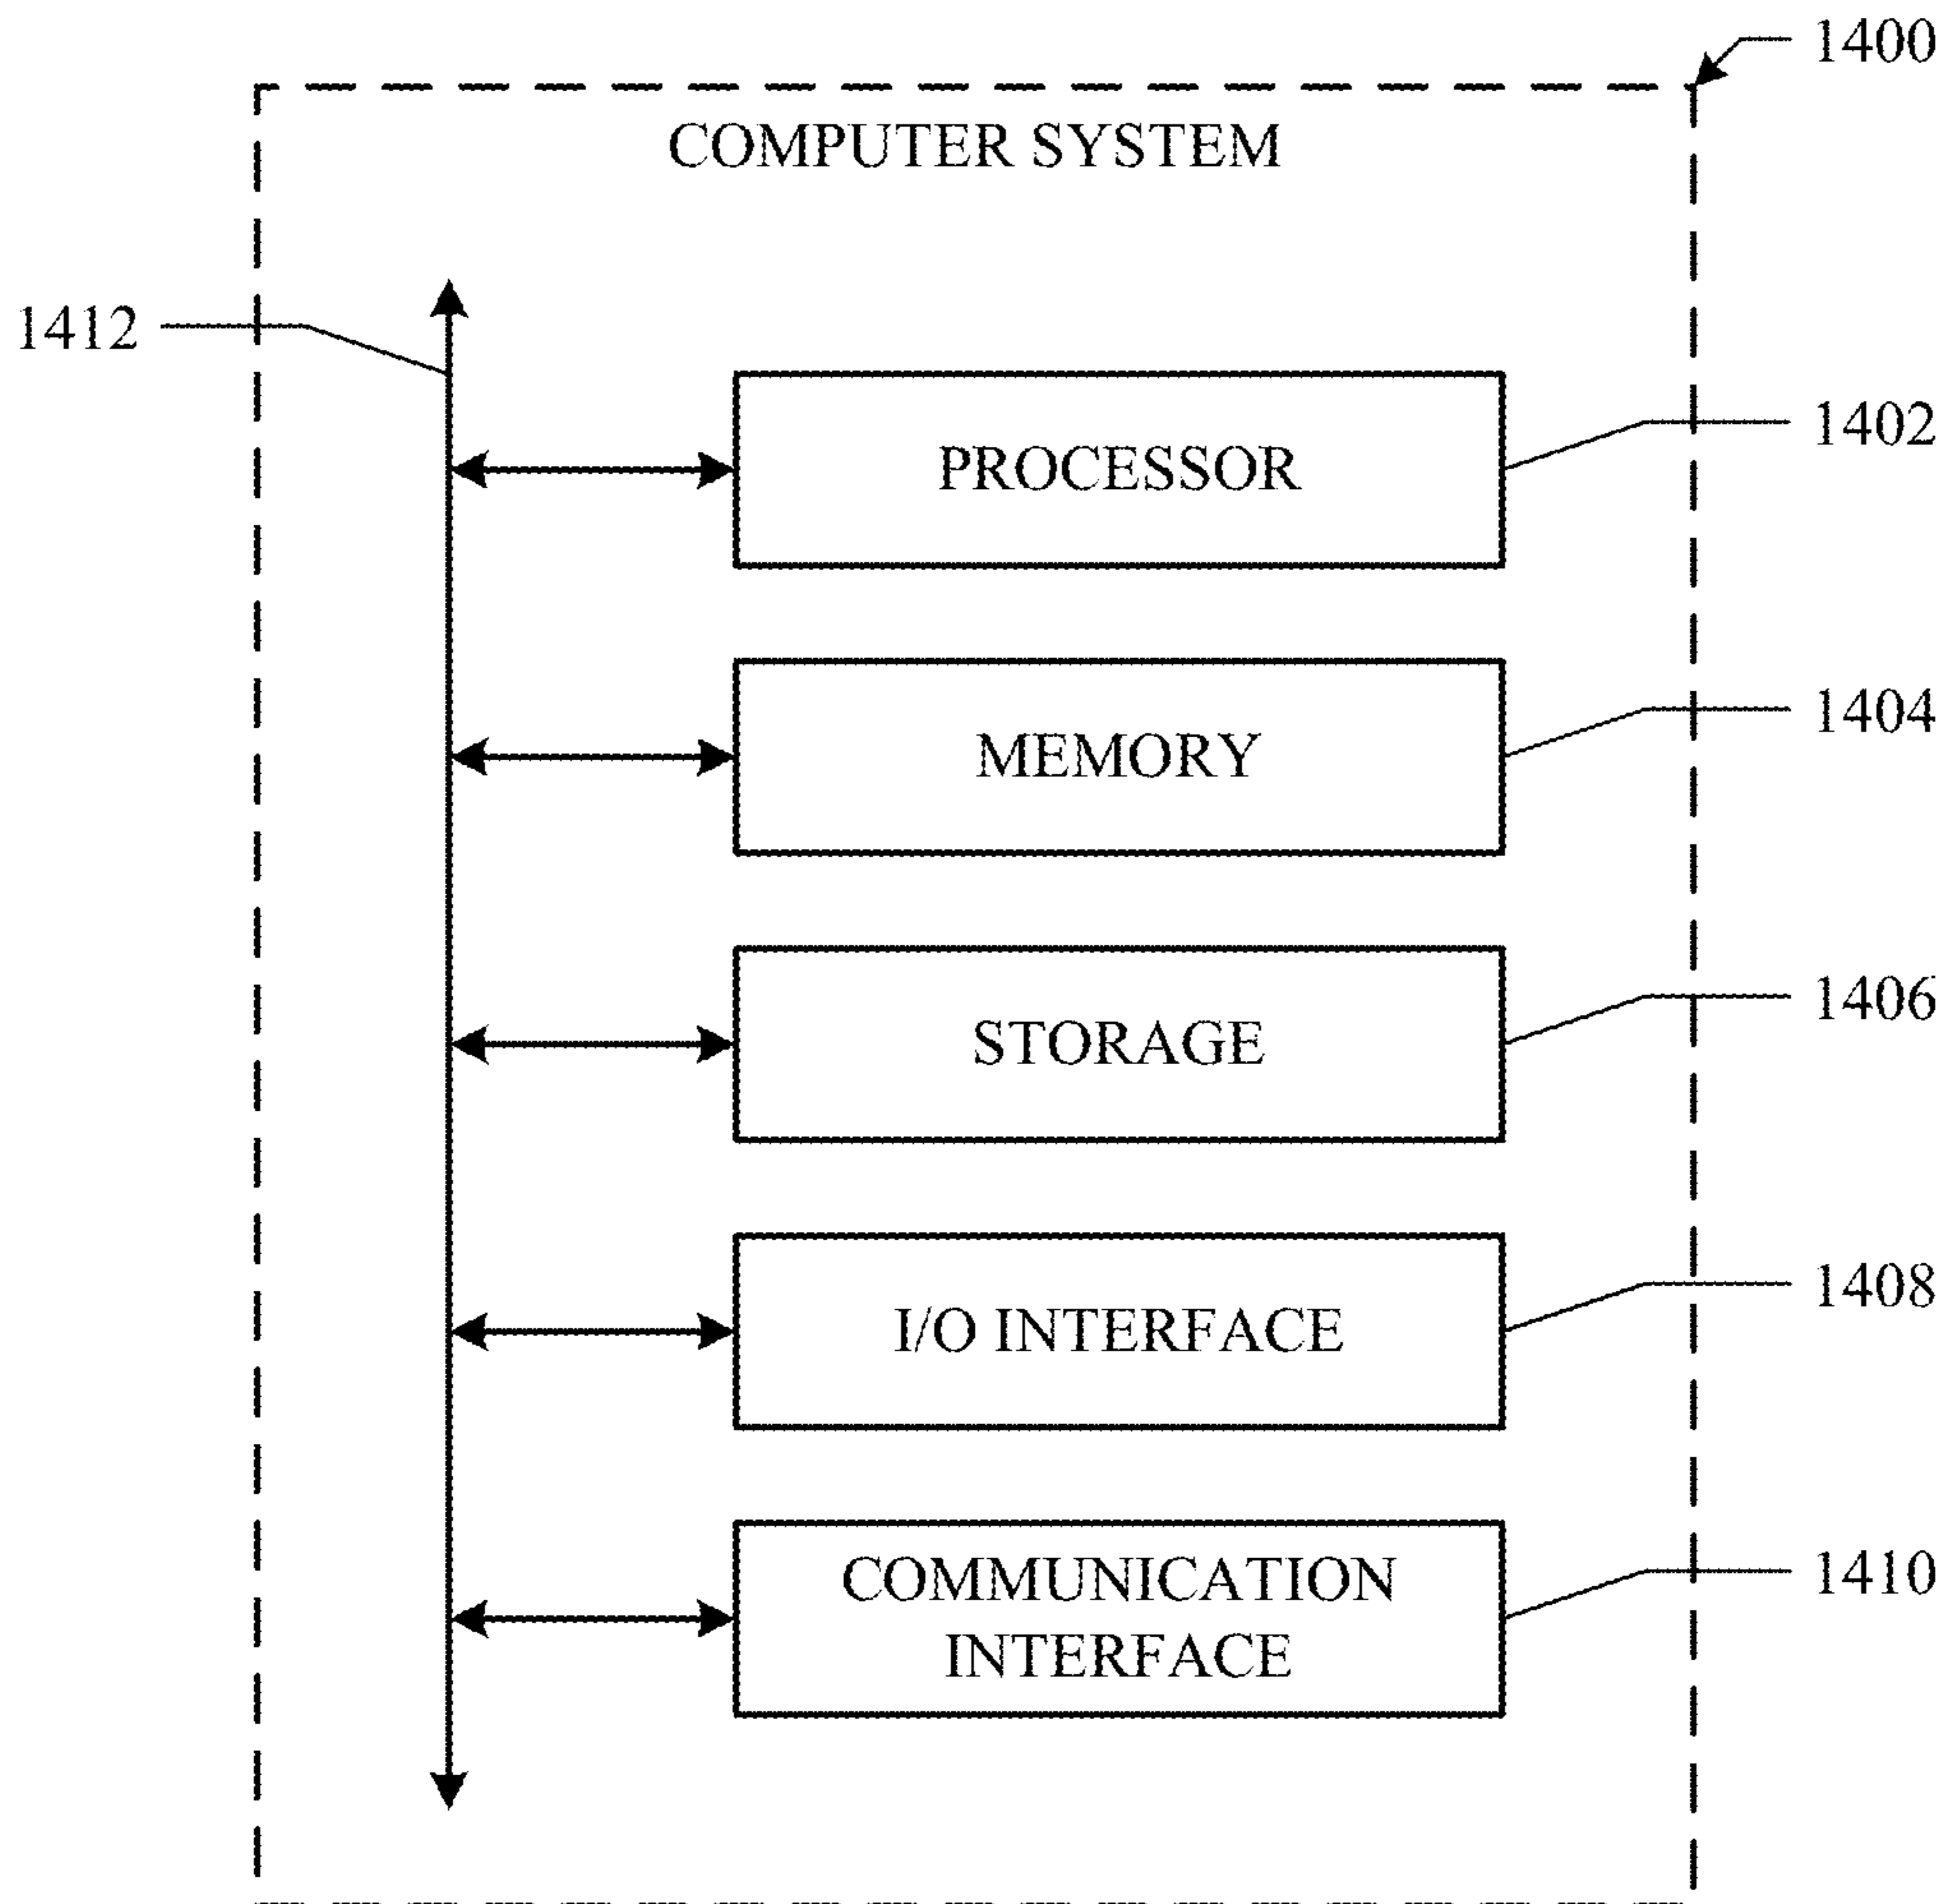 1400
COMPUTER SYSTEM
1412
PROCESSOR
1402
MEMORY
1404
STORAGE
1406
I/O INTERFACE
1408
COMMUNICATION
INTERFACE
1410